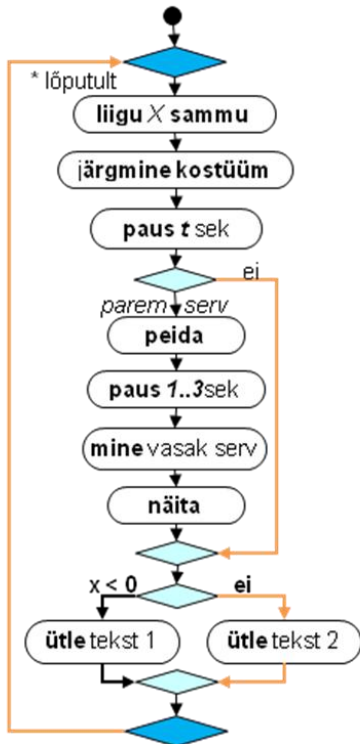 * lõputult
liigu X sammu
järgmine kostüüm
paus t sek
ei
parem serv
peida
paus 1..3sek
mine vasak serv
näita
x < 0 ei
ütle tekst 1 ütle tekst 2